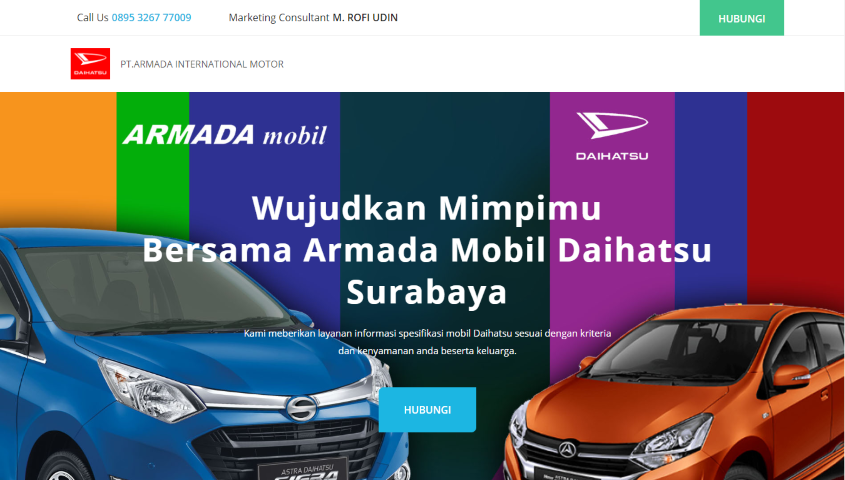 Call Us 0895 3267 77009
Marketing Consultant M. ROFI UDIN
HUBUNGI
DAIHATSU
PT.ARMADA INTERNATIONAL MOTOR
ARMADA mobil
DAIHATSU
Wujudkan Mimpimu
Bersama Armada Mobil Daihatsu
Surabaya
Kami meberikan layanan informasi spesifikasi mobil Daihatsu sesuai dengan kriteria
dan kenyamanan anda beserta keluarga.
HUBUNGI
ASTRA DAIHATSU
SIGRA